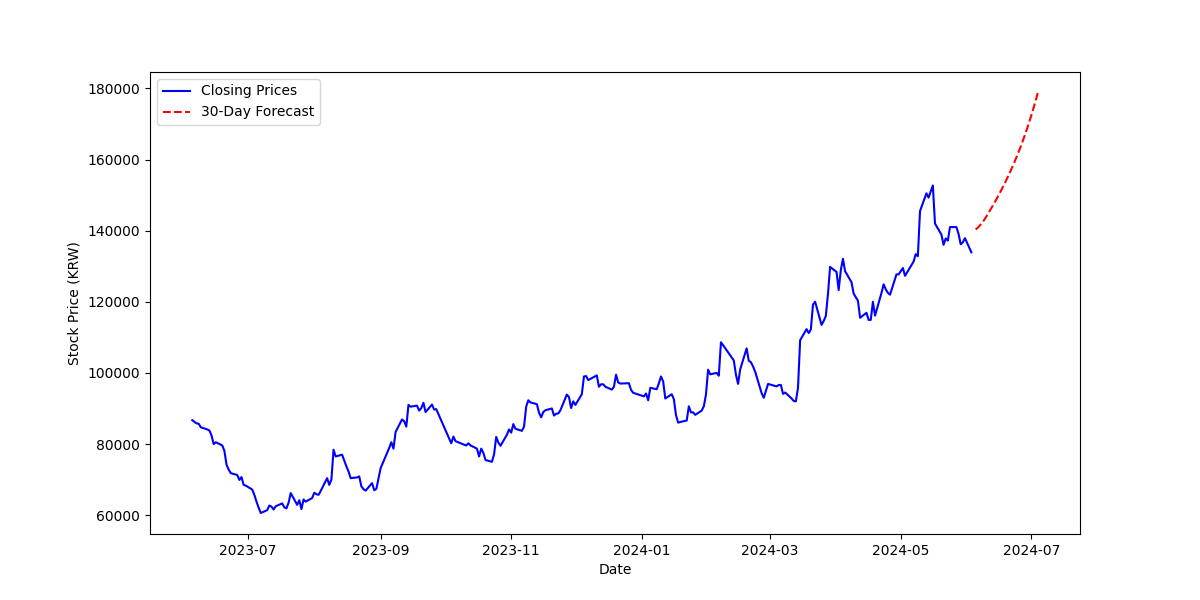 Closing Prices
30-Day Forecast
180000
160000
140000
120000
100000
80000
60000
Stock Price (KRW)
2023-07 2023-09 2023-11 2024-01 2024-03 2024-05 2024-07
Date